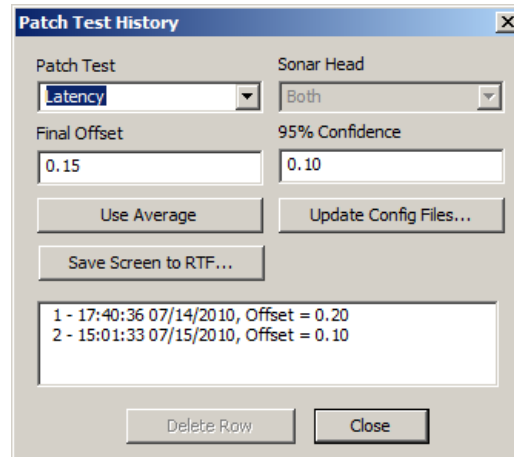 Patch Test History
Patch Test
Sonar Head
Latency
Both
Final Offset
95% Confidence
0.15
0.10
Use Average
Update Config Files...
Save Screen to RTF...
1 - 17:40:36 07/14/2010, Offset = 0.20
2 - 15:01:33 07/15/2010, Offset = 0.10
Delete Row
Close